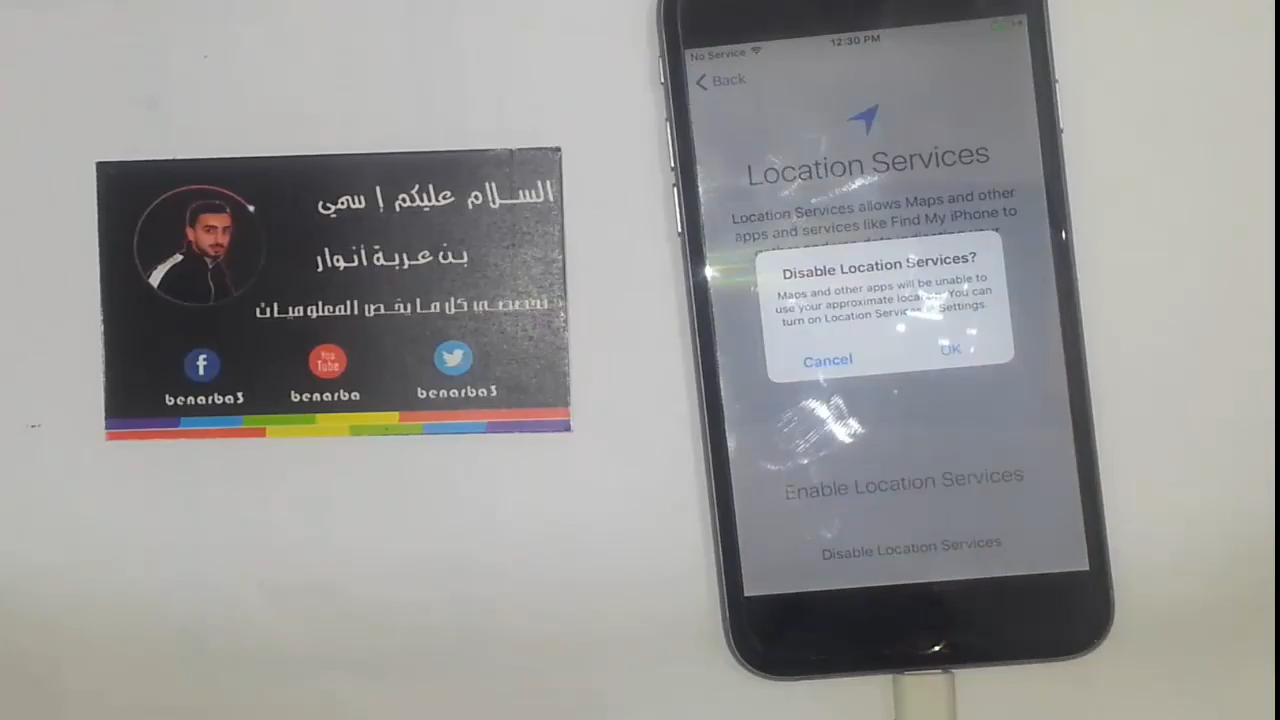 السلام عليكم إسمي
بن عربة أنوار
تخصصي كل ما يخص المعلوميات
f
You
Tube
benarba3
benarba
benarba3
No Service
12:30 PM
Back
Location Services
Location Services allows Maps and other
apps and services like Find My iPhone to
Disable Location Services?
Maps and other apps will be unable to
use your approximate location. You can
turn on Location Services in Settings.
Cancel
OK
Enable Location Services
Disable Location Services